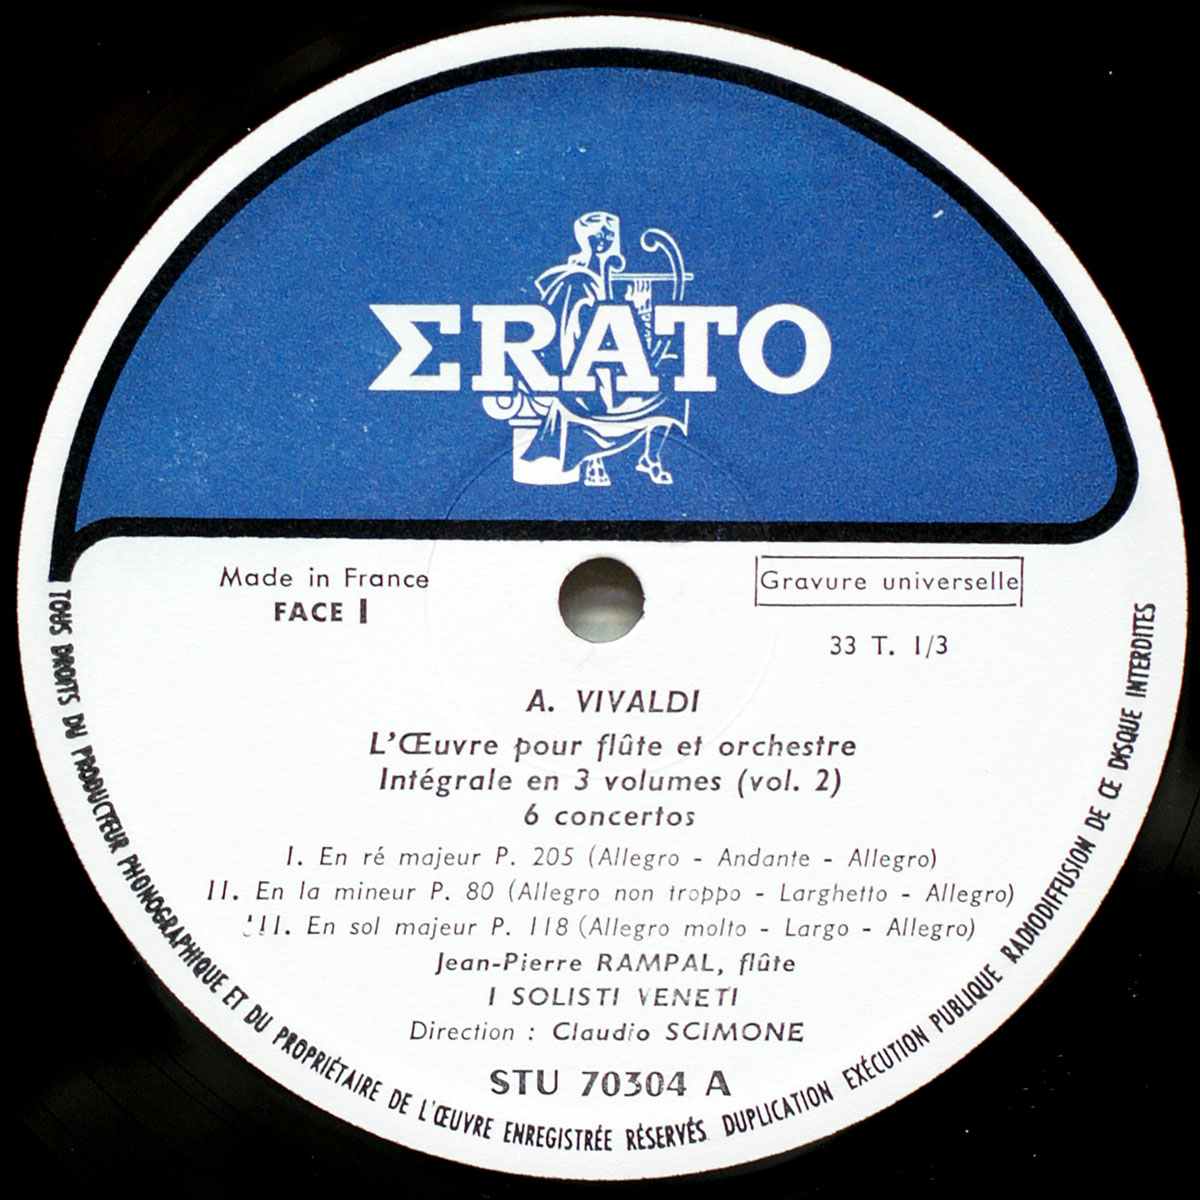 ΣRATO
Made in France
FACE 1
Gravure universelle
33 T. 1/3
A. VIVALDI
L'Œuvre pour flûte et orchestre
Intégrale en 3 volumes (vol. 2)
6 concertos
I. En ré majeur P. 205 (Allegro - Andante - Allegro)
II. En la mineur P. 80 (Allegro non troppo - Larghetto - Allegro)
III. En sol majeur P. 118 (Allegro molto - Largo - Allegro)
Jean-Pierre RAMPAL, flûte
I SOLISTI VENETI
Direction : Claudio SCIMONE
STU 70304 A
TOUS DROITS DU PRODUCTEUR PHONOGRAPHIQUE ET DU PROPRIÉTAIRE DE L'ŒUVRE ENREGISTRÉE RÉSERVÉS. DUPLICATION EXÉCUTION PUBLIQUE RADIODIFFUSION DE CE DISQUE INTERDITES